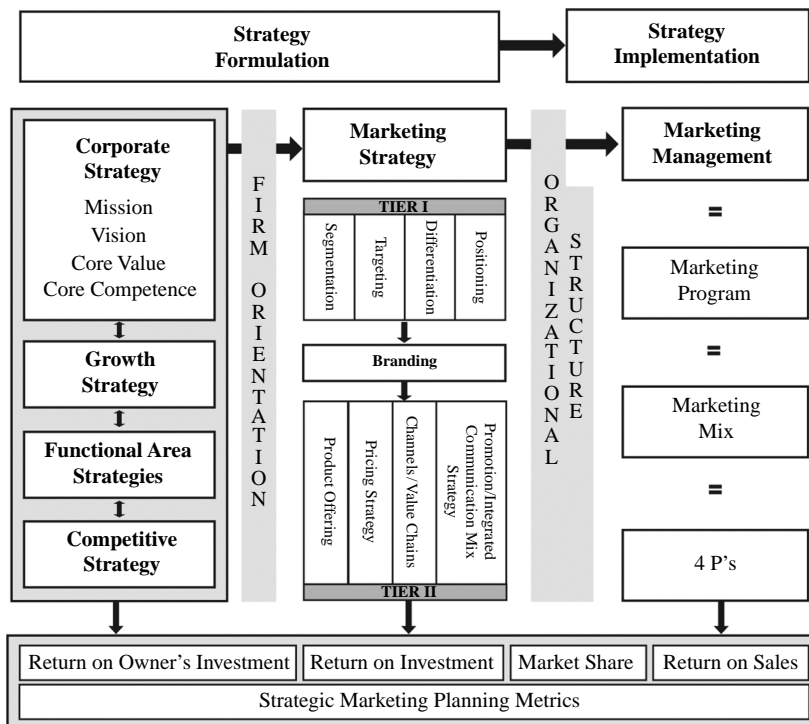 Strategy
Formulation
Strategy
Implementation
Corporate
Strategy
Mission
Vision
Core Value
Core Competence
Growth
Strategy
Functional Area
Strategies
Competitive
Strategy
FIRM ORIENTATION
Marketing
Strategy
TIER I
Segmentation
Targeting
Differentiation
Positioning
Branding
Product Offering
Pricing Strategy
Channels/Value Chains
Promotion/Integrated
Communication Mix
Strategy
TIER II
ORGANIZATIONAL
STRUCTURE
Marketing
Management
=
Marketing
Program
=
Marketing
Mix
=
4 P's
Return on Owner's Investment
Return on Investment
Market Share
Return on Sales
Strategic Marketing Planning Metrics